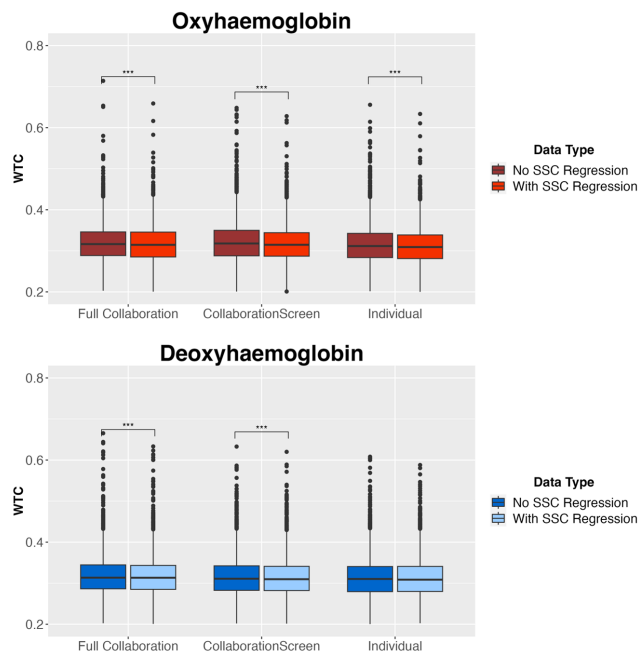 Oxyhaemoglobin
0.8
***
***
***
0.6
WTC
0.4
0.2
Full Collaboration
CollaborationScreen
Individual
Data Type
No SSC Regression
With SSC Regression
Deoxyhaemoglobin
0.8
***
***
0.6
WTC
0.4
0.2
Full Collaboration
CollaborationScreen
Individual
Data Type
No SSC Regression
With SSC Regression